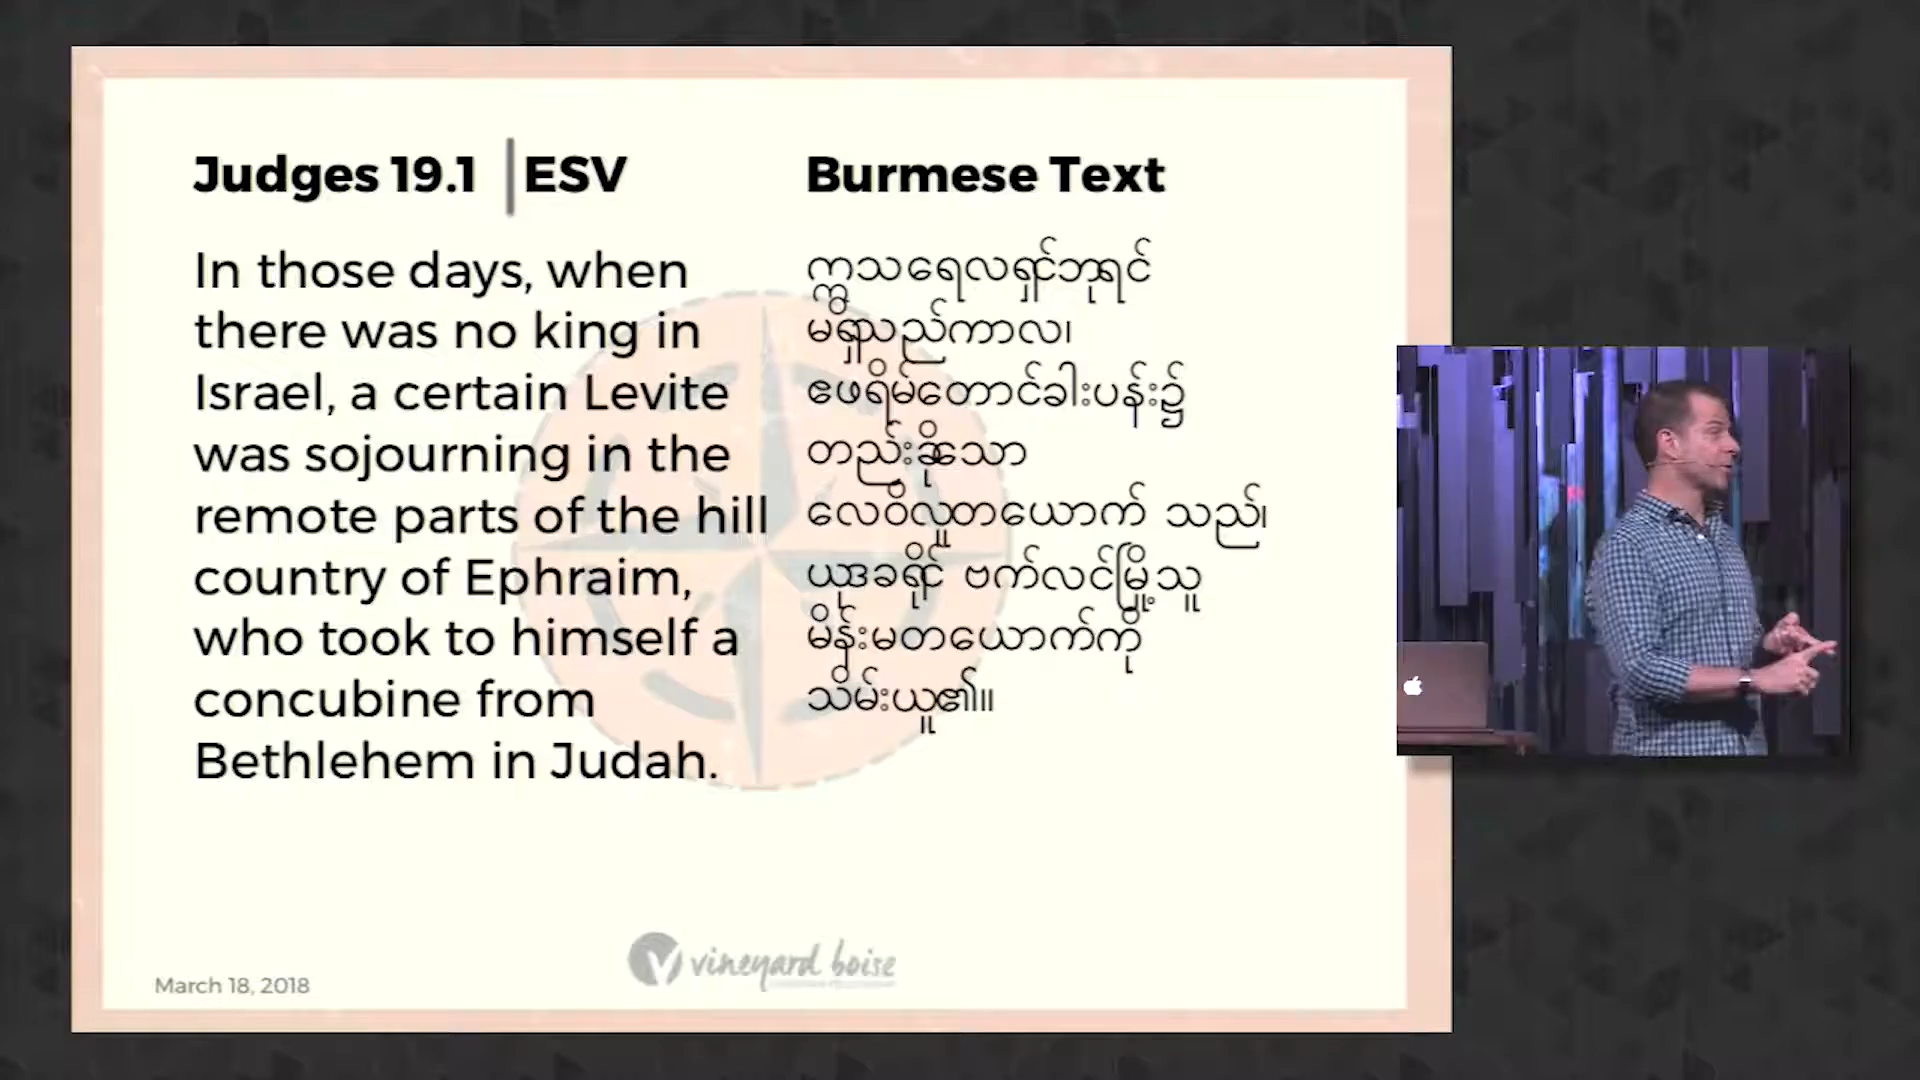 Judges 19.1 | ESV
In those days, when
there was no king in
Israel, a certain Levite
was sojourning in the
remote parts of the hill
country of Ephraim,
who took to himself a
concubine from
Bethlehem in Judah.
Burmese Text
ဣသရေလရှင်ဘုရင်
မရှိသည်ကာလ၊
ဧဖရိမ်တောင်ခါးပန်း၌
တည်းခိုသော
လေဝိလူတယောက် သည်၊
ယုဒခရိုင် ဗက်လင်မြို့သူ
မိန်းမတယောက်ကို
သိမ်းယူ၏။
vineyard boise
March 18, 2018